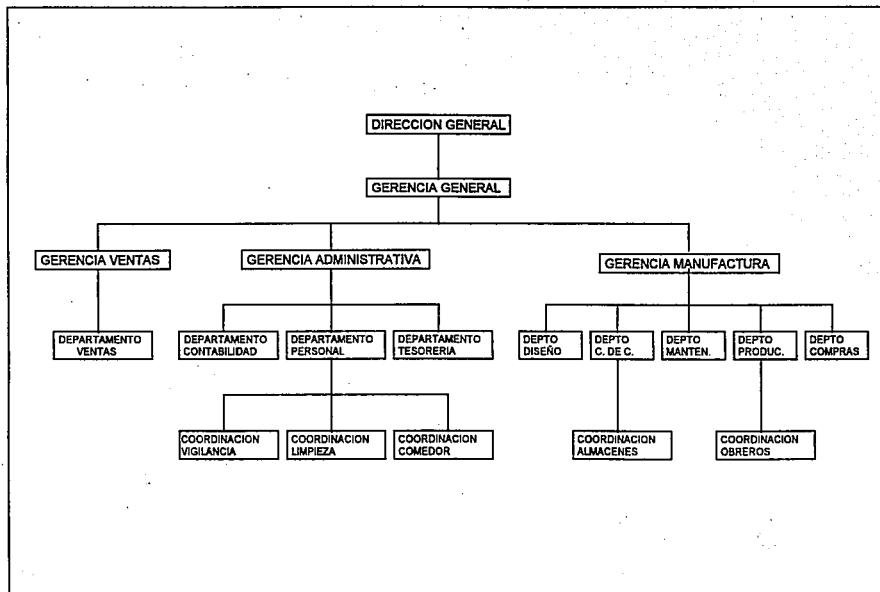 DIRECCION GENERAL
GERENCIA GENERAL
GERENCIA VENTAS
GERENCIA ADMINISTRATIVA
GERENCIA MANUFACTURA
DEPARTAMENTO
VENTAS
DEPARTAMENTO
CONTABILIDAD
DEPARTAMENTO
PERSONAL
DEPARTAMENTO
TESORERIA
DEPTO
DISEÑO
DEPTO
C. DE C.
DEPTO
MANTEN.
DEPTO
PRODUC.
DEPTO
COMPRAS
COORDINACION
VIGILANCIA
COORDINACION
LIMPIEZA
COORDINACION
COMEDOR
COORDINACION
ALMACENES
COORDINACION
OBREROS